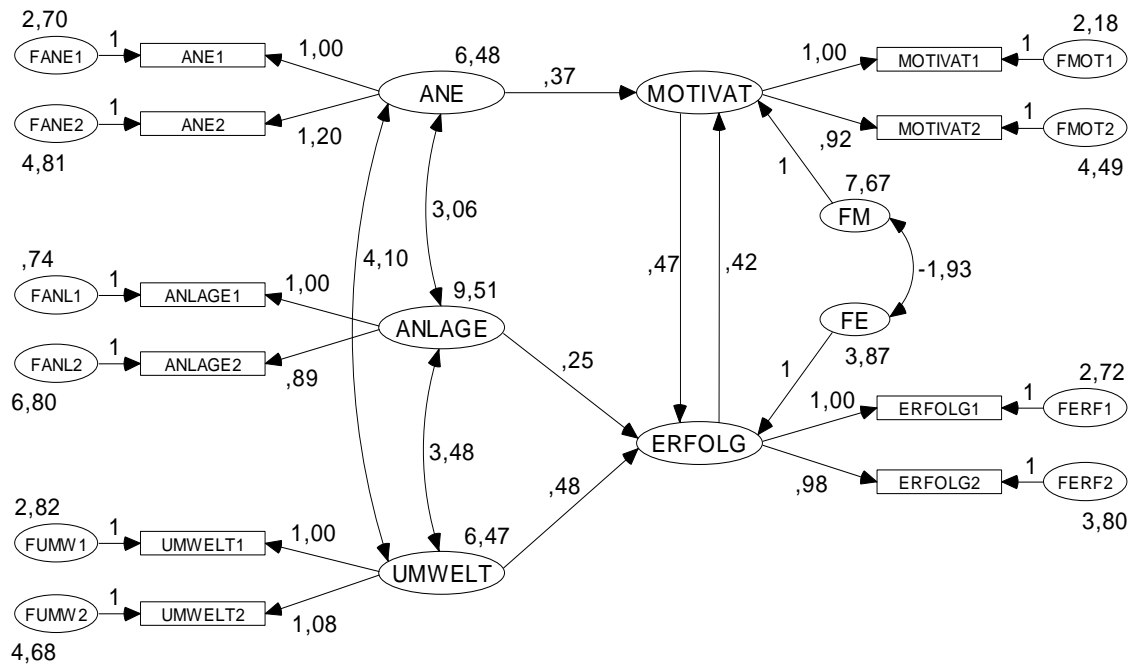 2,70
FANE1
1
ANE1
1,00
FANE2
1
ANE2
1,20
4,81
6,48
ANE
,37
MOTIVAT
1,00
MOTIVAT1
1
2,18
FMOT1
,92
MOTIVAT2
1
FMOT2
4,49
1
7,67
FM
3,06
4,10
,47
,42
-1,93
,74
FANL1
1
ANLAGE1
1,00
FANL2
1
ANLAGE2
,89
6,80
9,51
ANLAGE
,25
FE
3,87
1
ERFOLG
1,00
ERFOLG1
1
2,72
FERF1
,98
ERFOLG2
1
FERF2
3,80
3,48
,48
2,82
FUMW1
1
UMWELT1
1,00
FUMW2
1
UMWELT2
1,08
4,68
6,47
UMWELT